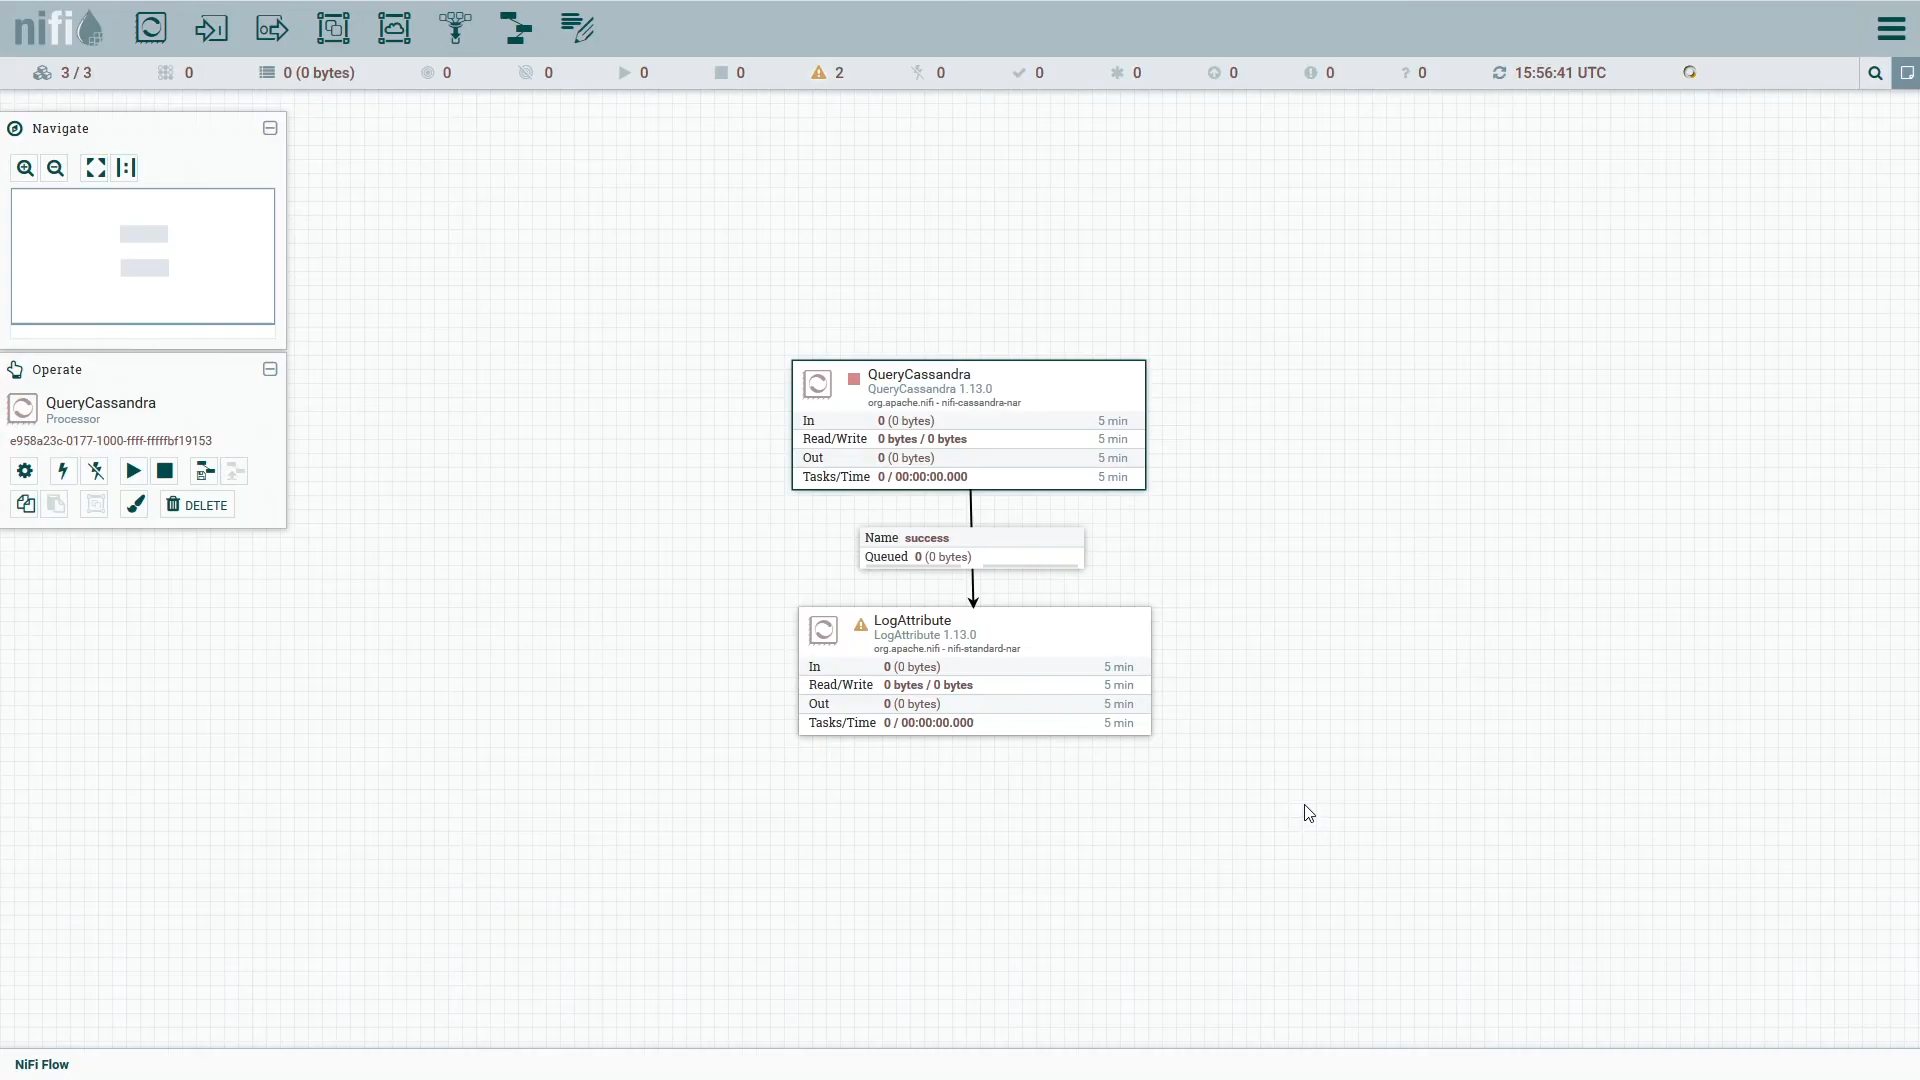 nifi
3 / 3 0 0 (0 bytes) 0 0 0 0 2 0 0 0 0 0 0 15:56:41 UTC
Navigate
Operate
QueryCassandra
Processor
e958a23c-0177-1000-ffff-fffffbf19153
DELETE
QueryCassandra
QueryCassandra 1.13.0
org.apache.nifi - nifi-cassandra-nar
In 0 (0 bytes) 5 min
Read/Write 0 bytes / 0 bytes 5 min
Out 0 (0 bytes) 5 min
Tasks/Time 0 / 00:00:00.000 5 min
Name success
Queued 0 (0 bytes)
LogAttribute
LogAttribute 1.13.0
org.apache.nifi - nifi-standard-nar
In 0 (0 bytes) 5 min
Read/Write 0 bytes / 0 bytes 5 min
Out 0 (0 bytes) 5 min
Tasks/Time 0 / 00:00:00.000 5 min
NiFi Flow